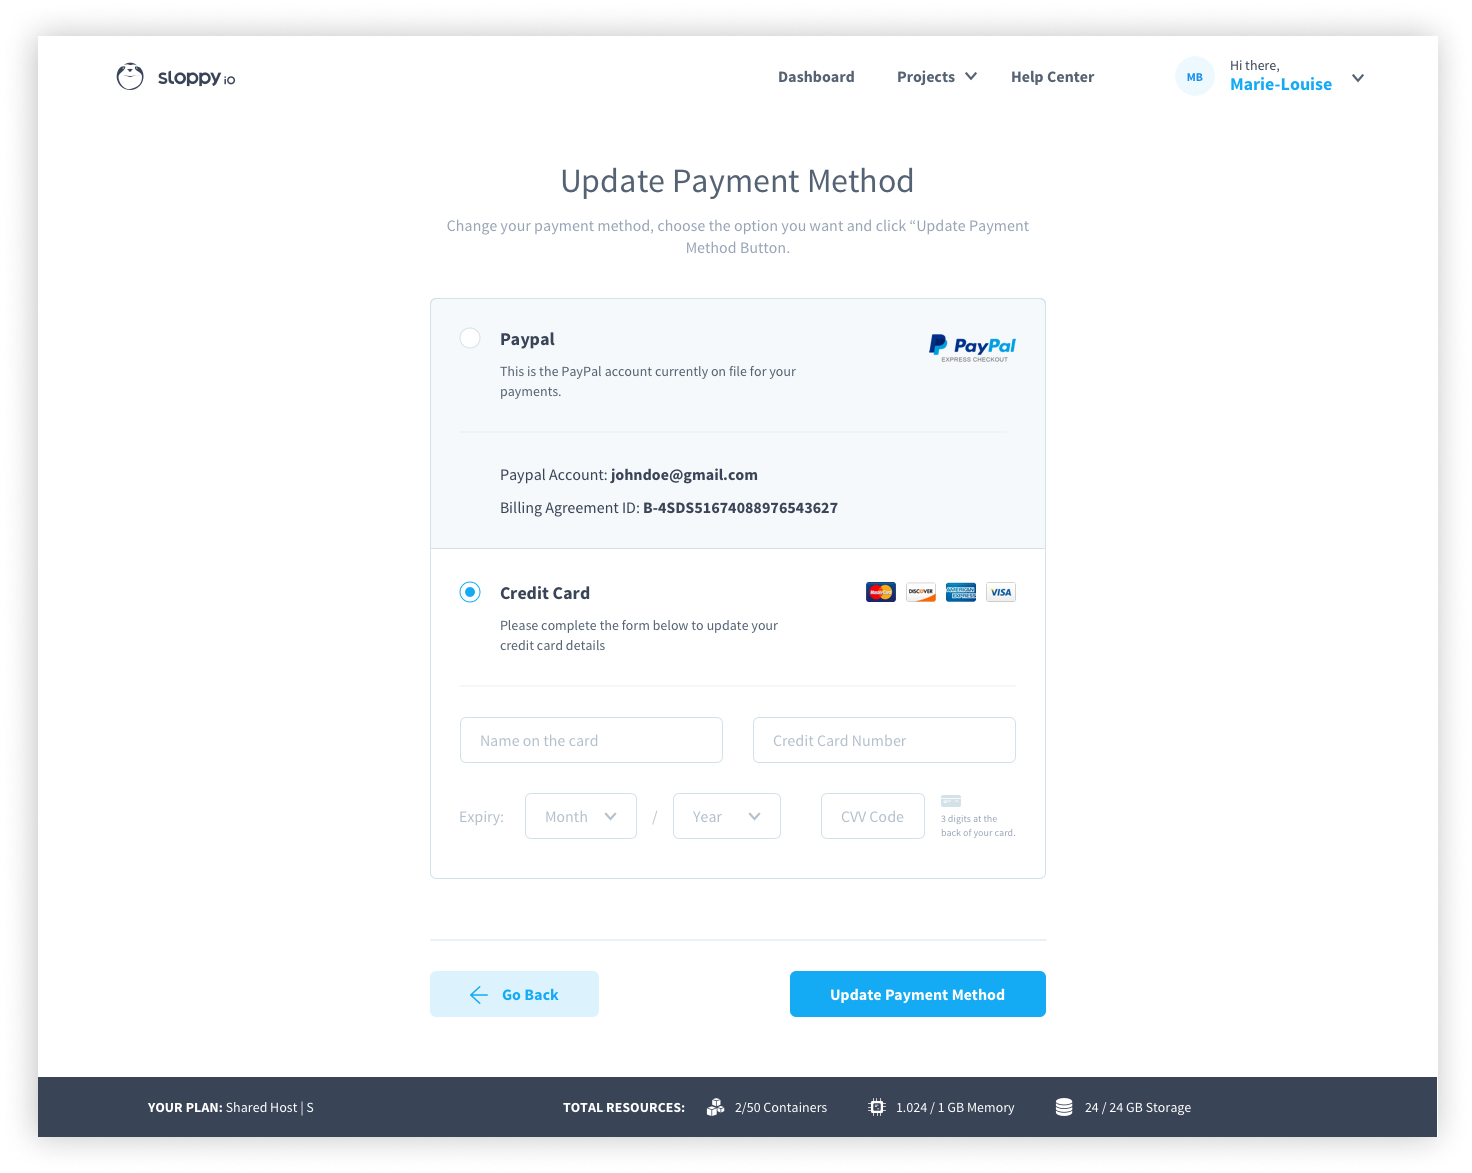 sloppy io
Dashboard
Projects
Help Center
MB
Hi there,
Marie-Louise
Update Payment Method
Change your payment method, choose the option you want and click “Update Payment
Method Button.
Paypal
PayPal
EXPRESS CHECKOUT
This is the PayPal account currently on file for your
payments.
Paypal Account: johndoe@gmail.com
Billing Agreement ID: B-4SDS51674088976543627
Credit Card
MasterCard
DISCOVER
AMERICAN
EXPRESS
VISA
Please complete the form below to update your
credit card details
Name on the card
Credit Card Number
Expiry:
Month
/
Year
CVV Code
3 digits at the
back of your card.
Go Back
Update Payment Method
YOUR PLAN: Shared Host | S
TOTAL RESOURCES:
2/50 Containers
1.024 / 1 GB Memory
24 / 24 GB Storage